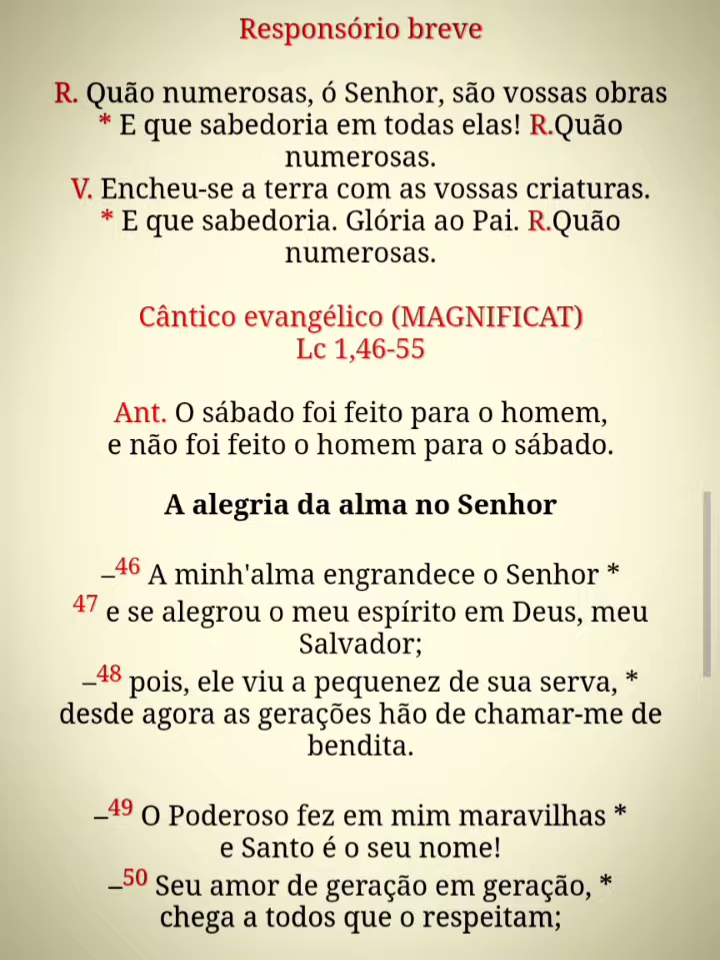 Responsório breve
R. Quão numerosas, ó Senhor, são vossas obras
* E que sabedoria em todas elas! R.Quão
numerosas.
V. Encheu-se a terra com as vossas criaturas.
* E que sabedoria. Glória ao Pai. R.Quão
numerosas.
Cântico evangélico (MAGNIFICAT)
Lc 1,46-55
Ant. O sábado foi feito para o homem,
e não foi feito o homem para o sábado.
A alegria da alma no Senhor
–46 A minh'alma engrandece o Senhor *
47 e se alegrou o meu espírito em Deus, meu
Salvador;
–48 pois, ele viu a pequenez de sua serva, *
desde agora as gerações hão de chamar-me de
bendita.
–49 O Poderoso fez em mim maravilhas *
e Santo é o seu nome!
–50 Seu amor de geração em geração, *
chega a todos que o respeitam;